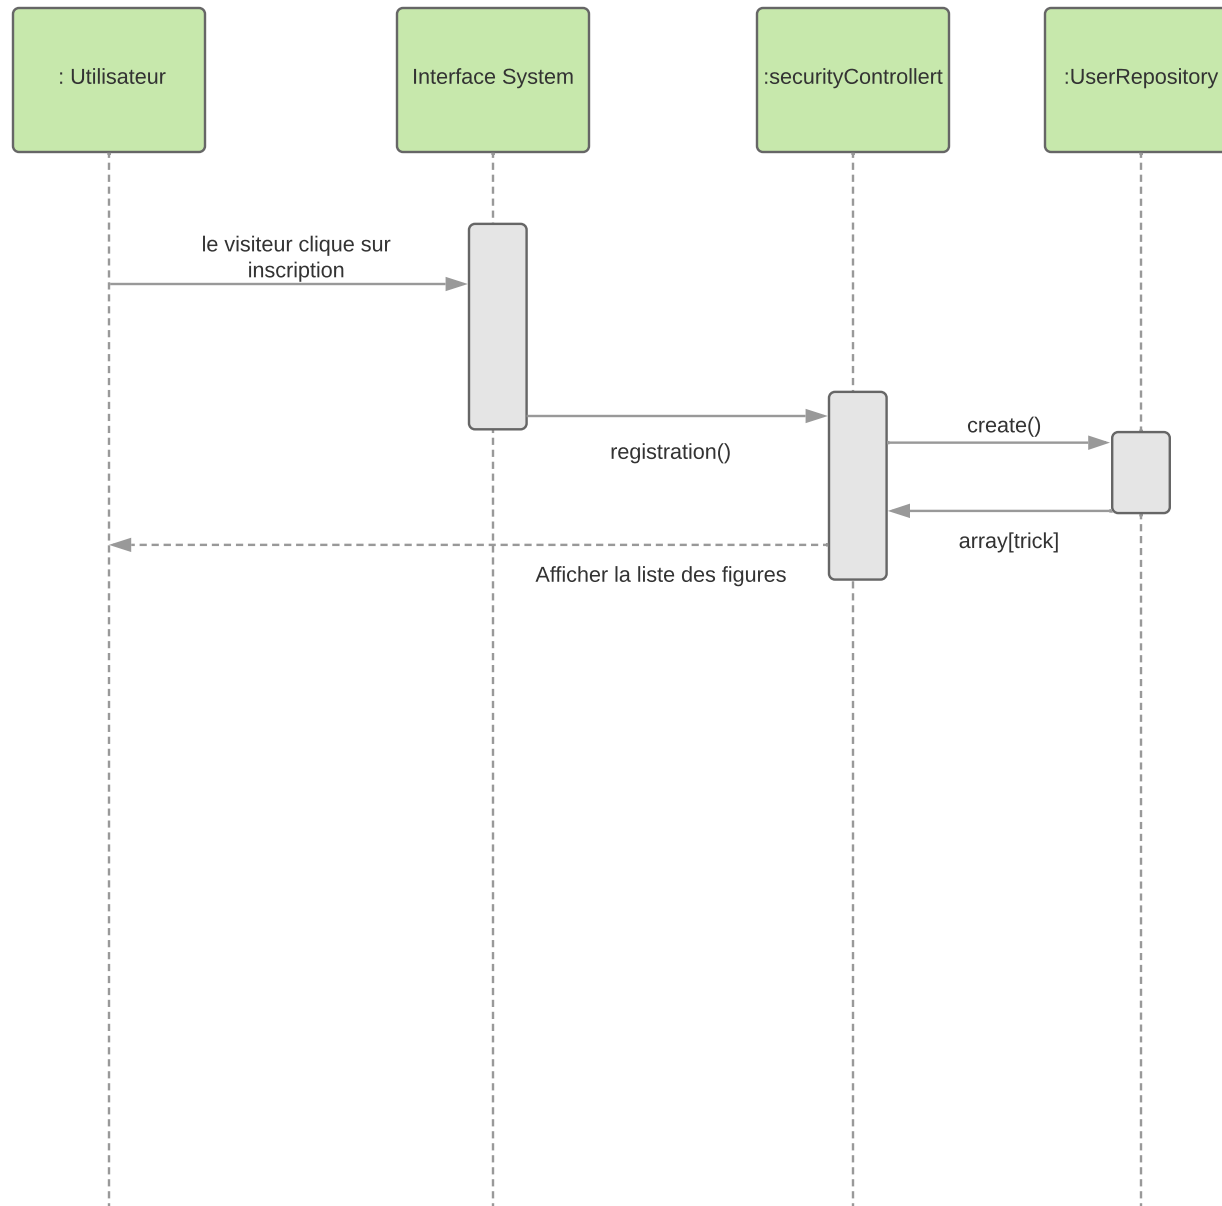 : Utilisateur
Interface System
:securityControllert
:UserRepository
le visiteur clique sur
inscription
registration()
create()
array[trick]
Afficher la liste des figures